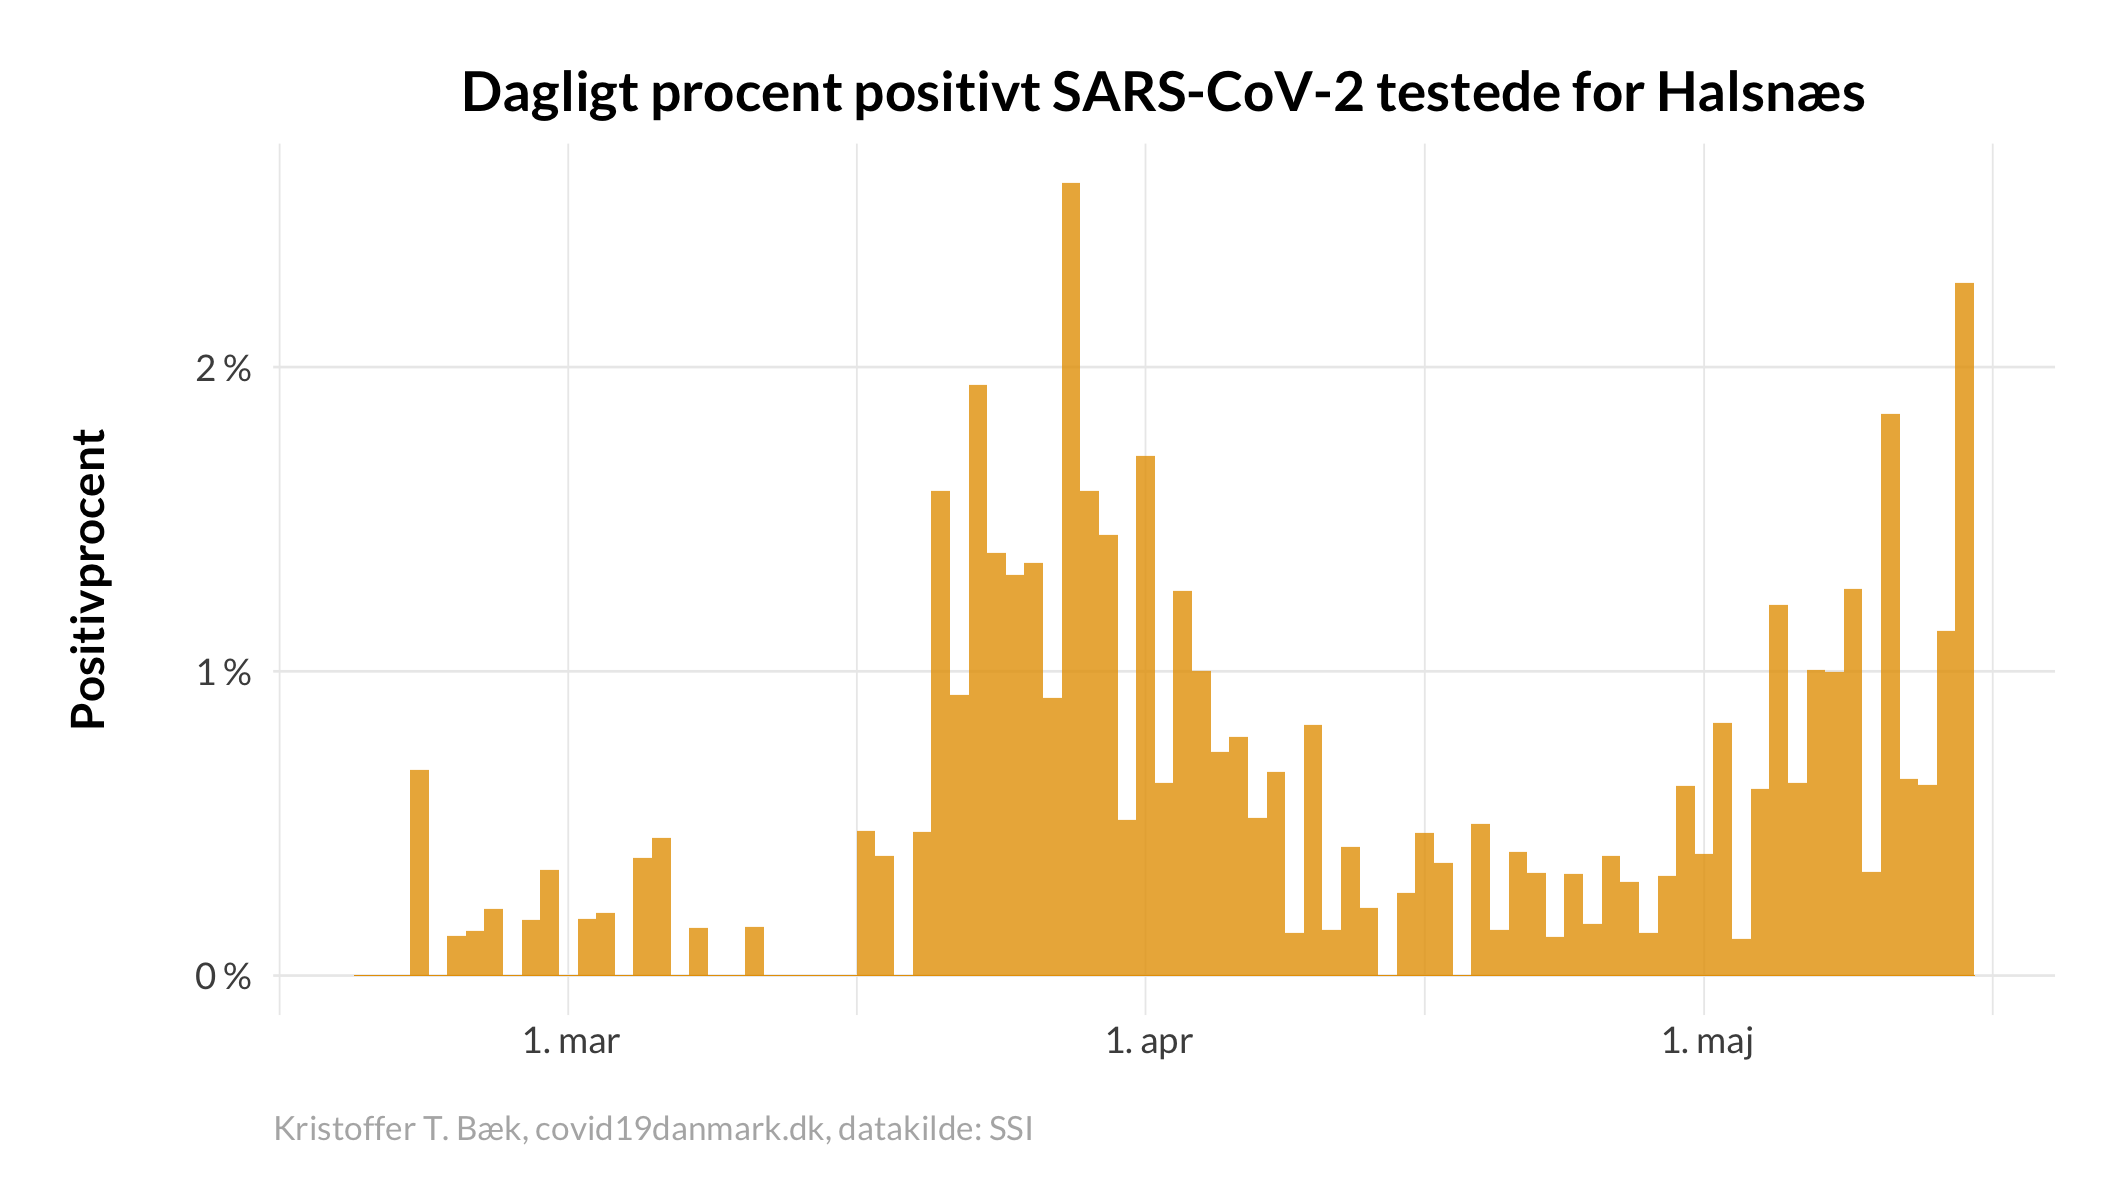 Dagligt procent positivt SARS-CoV-2 testede for Halsnæs
Positivprocent
2 %
1 %
0 %
1. mar
1. apr
1. maj
Kristoffer T. Bæk, covid19danmark.dk, datakilde: SSI